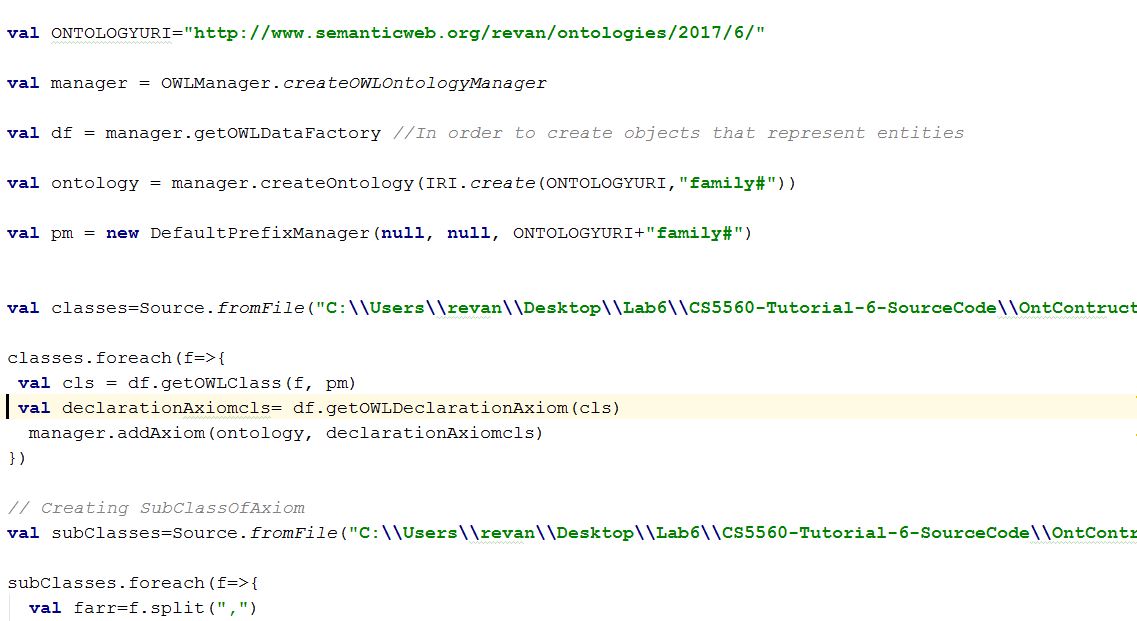 val ONTOLOGYURI="http://www.semanticweb.org/revan/ontologies/2017/6/"
val manager = OWLManager.createOWLOntologyManager
val df = manager.getOWLDataFactory //In order to create objects that represent entities
val ontology = manager.createOntology(IRI.create(ONTOLOGYURI,"family#"))
val pm = new DefaultPrefixManager(null, null, ONTOLOGYURI+"family#")
val classes=Source.fromFile("C:\\Users\\revan\\Desktop\\Lab6\\CS5560-Tutorial-6-SourceCode\\OntContruct
classes.foreach(f=>{
val cls = df.getOWLClass(f, pm)
val declarationAxiomcls= df.getOWLDeclarationAxiom(cls)
manager.addAxiom(ontology, declarationAxiomcls)
})
// Creating SubClassOfAxiom
val subClasses=Source.fromFile("C:\\Users\\revan\\Desktop\\Lab6\\CS5560-Tutorial-6-SourceCode\\OntContr
subClasses.foreach(f=>{
val farr=f.split(",")